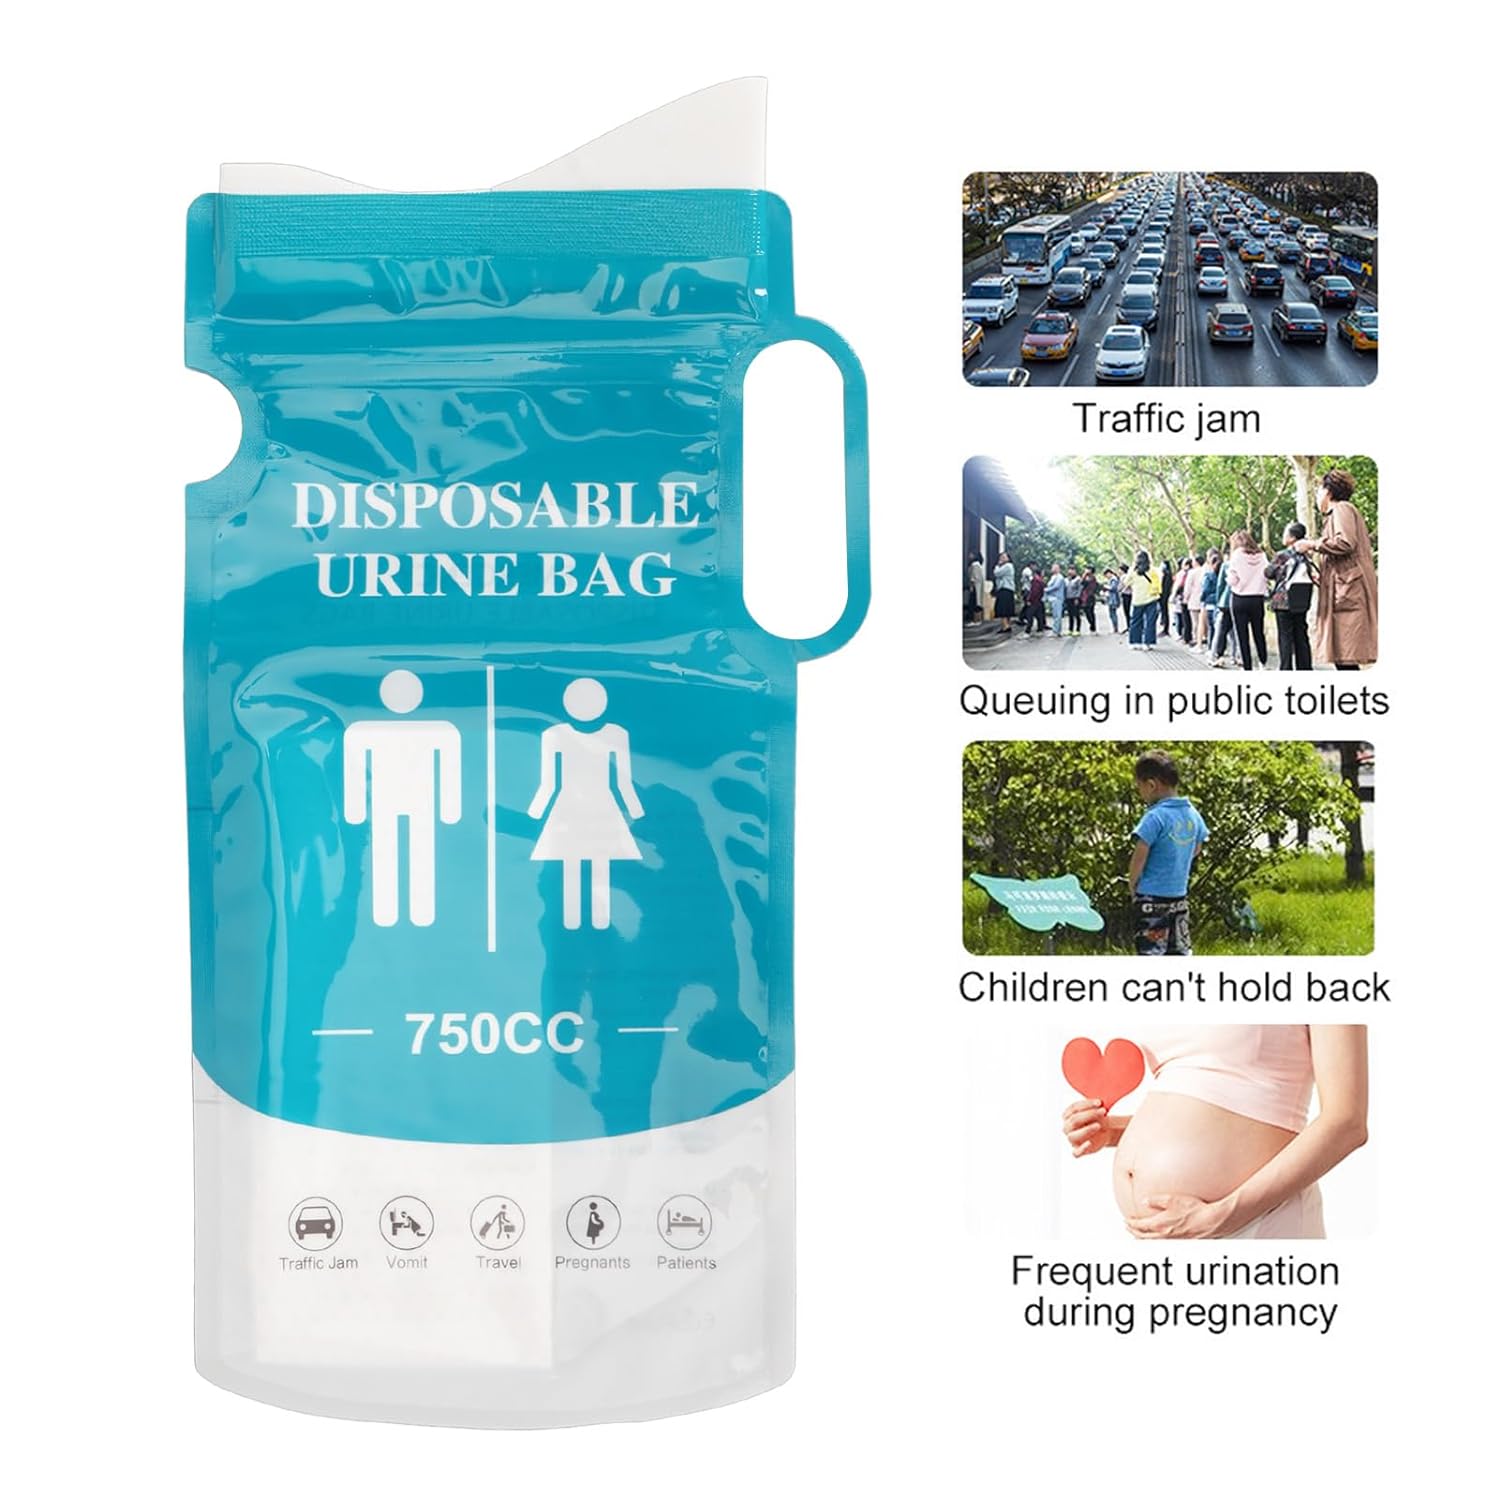 DISPOSABLE
URINE BAG
750CC
Traffic Jam
Vomit
Travel
Pregnants
Patients
Traffic jam
Queuing in public toilets
Children can't hold back
Frequent urination
during pregnancy